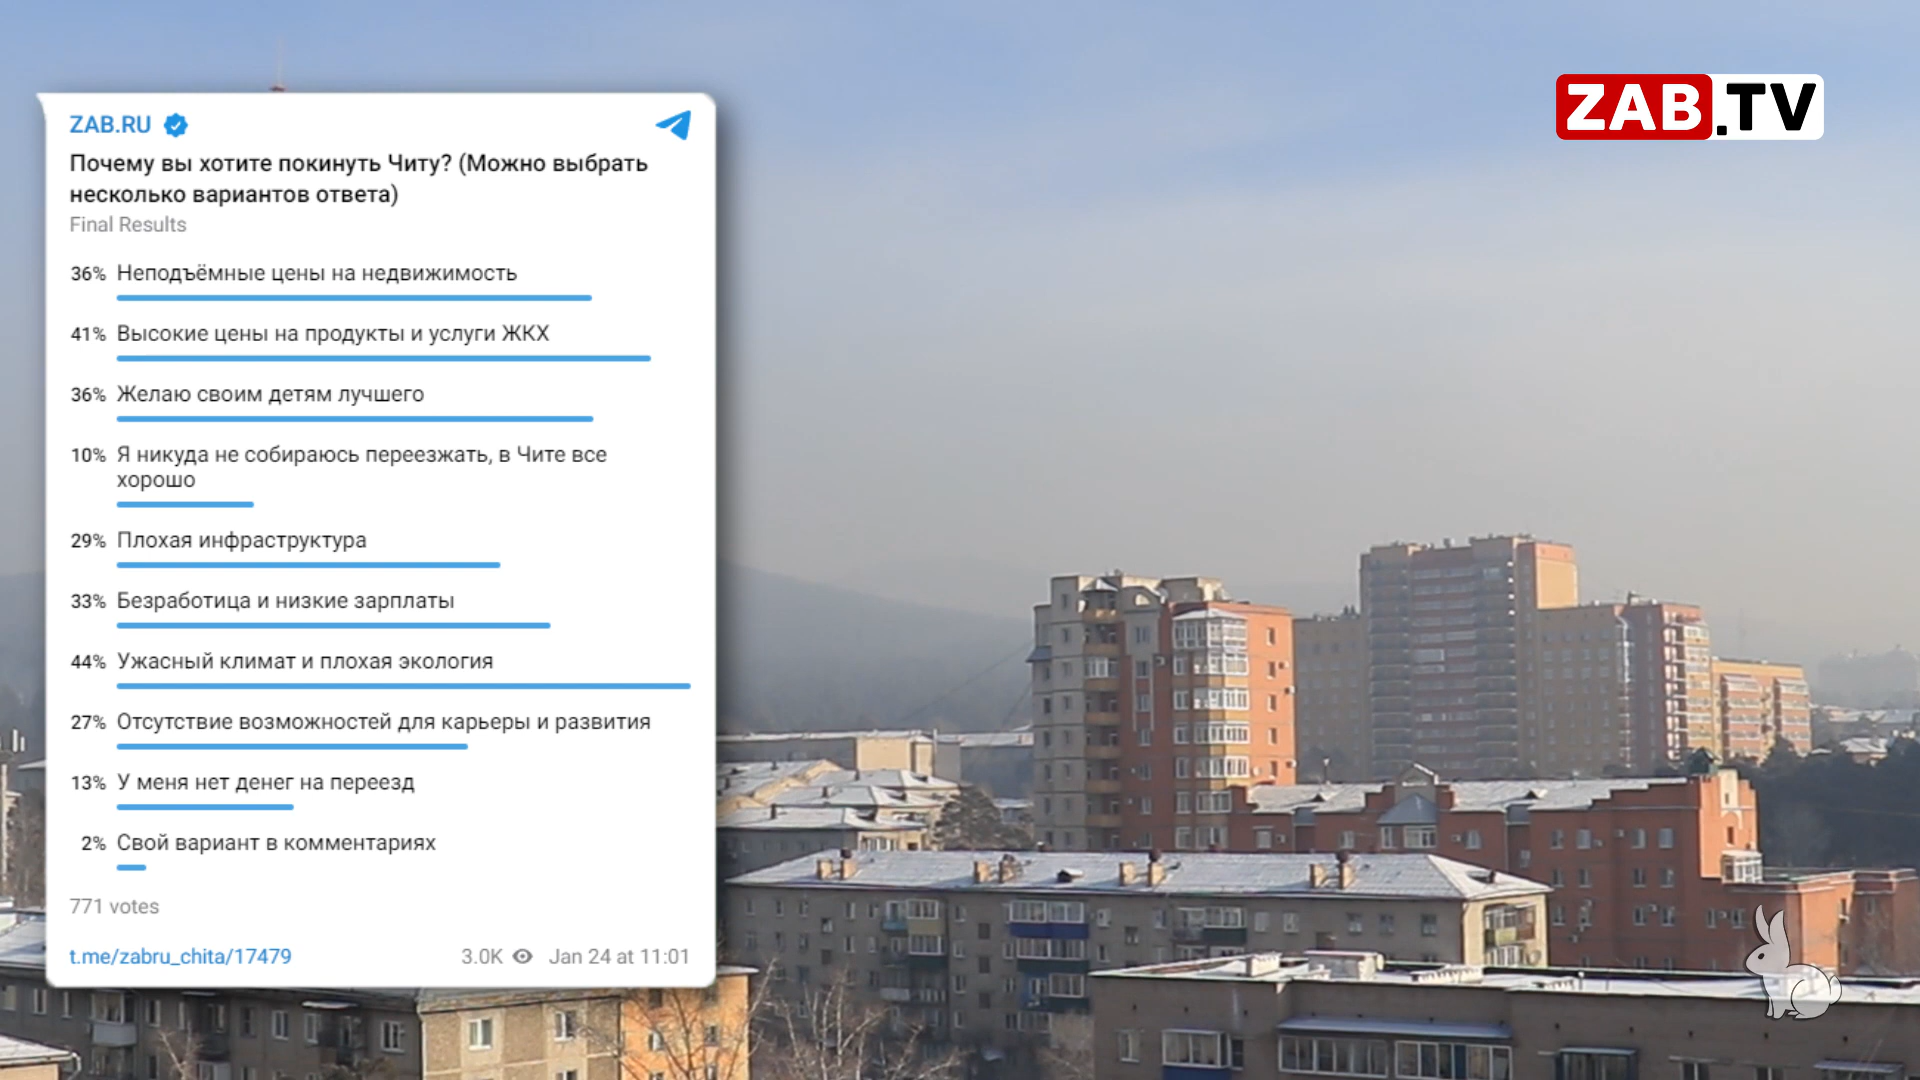 ZAB.RU
Почему вы хотите покинуть Читу? (Можно выбрать
несколько вариантов ответа)
Final Results
36% Неподъёмные цены на недвижимость
41% Высокие цены на продукты и услуги ЖКХ
36% Желаю своим детям лучшего
10% Я никуда не собираюсь переезжать, в Чите все
хорошо
29% Плохая инфраструктура
33% Безработица и низкие зарплаты
44% Ужасный климат и плохая экология
27% Отсутствие возможностей для карьеры и развития
13% У меня нет денег на переезд
2% Свой вариант в комментариях
771 votes
t.me/zabru_chita/17479 3.0K Jan 24 at 11:01
ZAB.TV